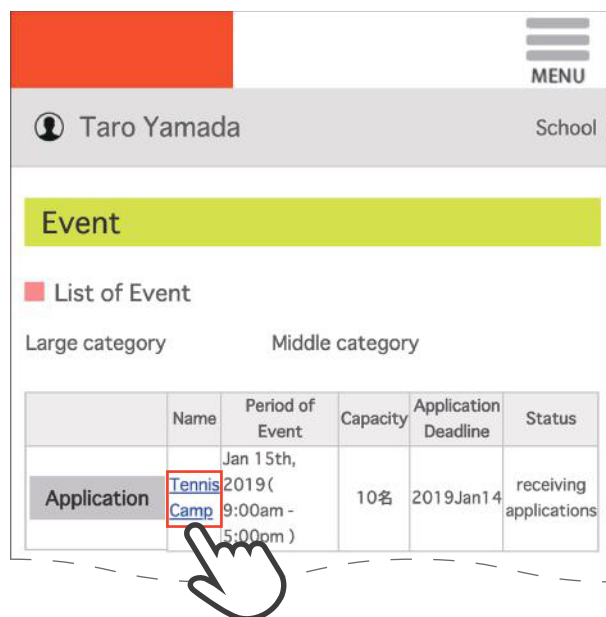 MENU
Taro Yamada School
Event
List of Event
Large category Middle category
Name Period of Event Capacity Application Deadline Status
Application Tennis Camp Jan 15th, 2019( 9:00am - 5:00pm ) 10名 2019Jan14 receiving applications